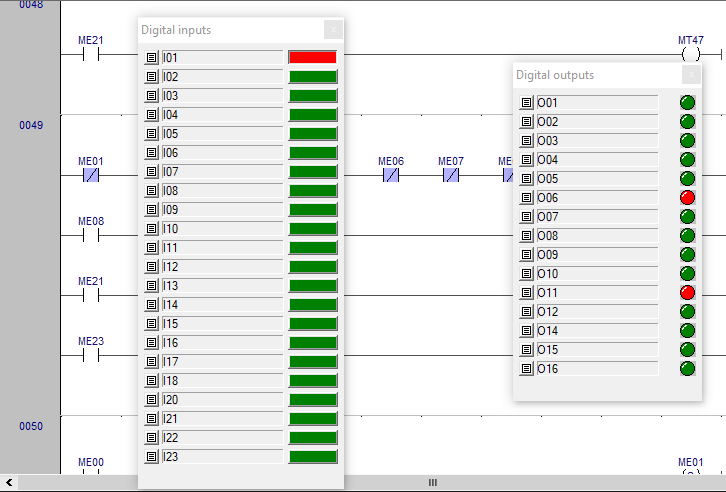 0048
ME21
MT47
0049
ME01
ME06
ME07
ME08
ME21
ME23
0050
ME00
ME01
Digital inputs
I01
I02
I03
I04
I05
I06
I07
I08
I09
I10
I11
I12
I13
I14
I15
I16
I17
I18
I20
I21
I22
I23
Digital outputs
O01
O02
O03
O04
O05
O06
O07
O08
O09
O10
O11
O12
O14
O15
O16